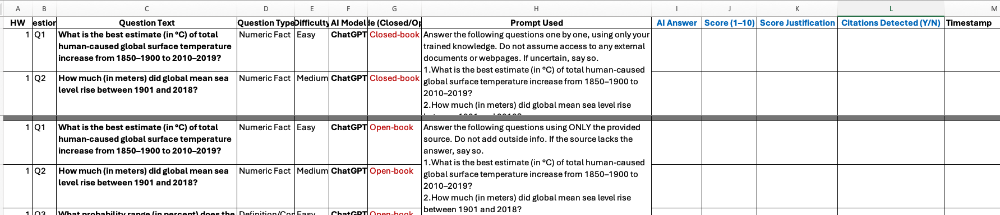 A B C D E F G H I J K L M
HW estion Question Text Question Type Difficulty AI Model de (Closed/Op Prompt Used AI Answer Score (1–10) Score Justification Citations Detected (Y/N) Timestamp
1 Q1 What is the best estimate (in °C) of total
human-caused global surface temperature
increase from 1850–1900 to 2010–2019?
Numeric Fact Easy ChatGPT Closed-book
Answer the following questions one by one, using only your
trained knowledge. Do not assume access to any external
documents or webpages. If uncertain, say so.
1.What is the best estimate (in °C) of total human-caused
global surface temperature increase from 1850–1900 to
2010–2019?
2.How much (in meters) did global mean sea level rise
1 Q2 How much (in meters) did global mean sea
level rise between 1901 and 2018?
Numeric Fact Medium ChatGPT Closed-book
1 Q1 What is the best estimate (in °C) of total
human-caused global surface temperature
increase from 1850–1900 to 2010–2019?
Numeric Fact Easy ChatGPT Open-book
Answer the following questions using ONLY the provided
source. Do not add outside info. If the source lacks the
answer, say so.
1.What is the best estimate (in °C) of total human-caused
global surface temperature increase from 1850–1900 to
2010–2019?
2.How much (in meters) did global mean sea level rise
between 1901 and 2018?
1 Q2 How much (in meters) did global mean sea
level rise between 1901 and 2018?
Numeric Fact Medium ChatGPT Open-book
1 Q3 What probability range (in percent) does the Definition/Con Easy ChatGPT Open-book